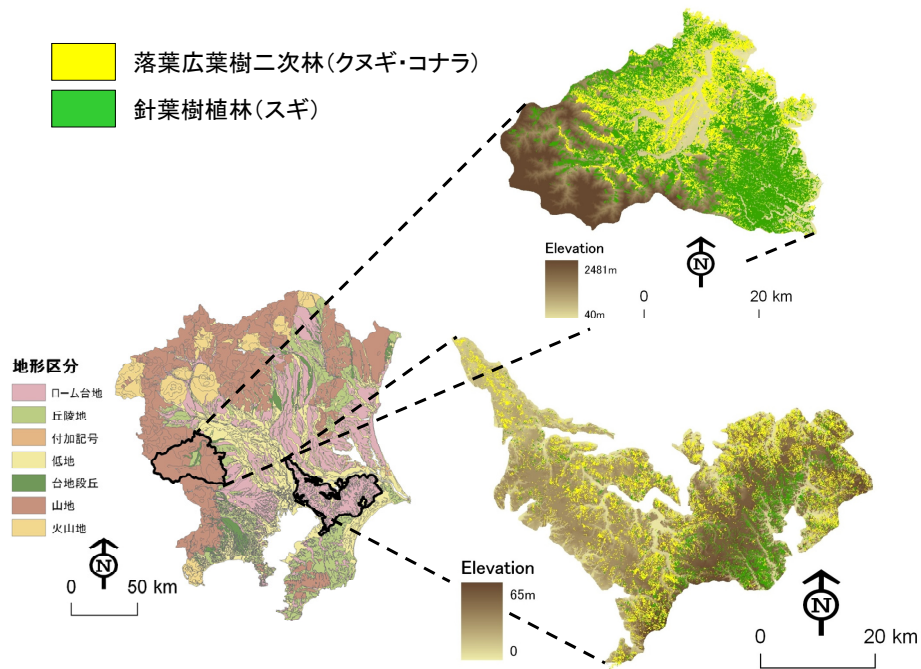 落葉広葉樹二次林(クヌギ・コナラ)
針葉樹植林(スギ)
Elevation
2481m
40m
N
0 20 km
地形区分
ローム台地
丘陵地
付加記号
低地
台地段丘
山地
火山地
N
0 50 km
Elevation
65m
0
N
0 20 km